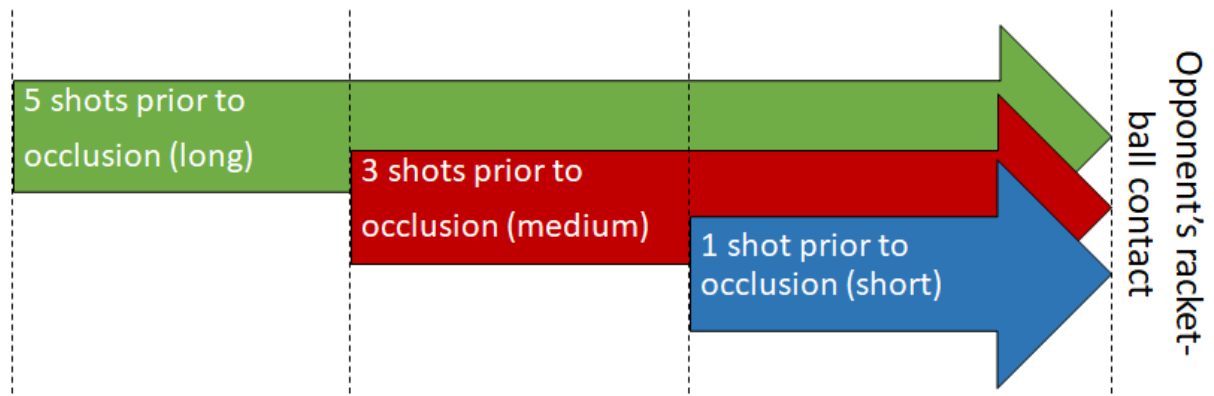 5 shots prior to
occlusion (long)
3 shots prior to
occlusion (medium)
1 shot prior to
occlusion (short)
Opponent’s racket-
ball contact